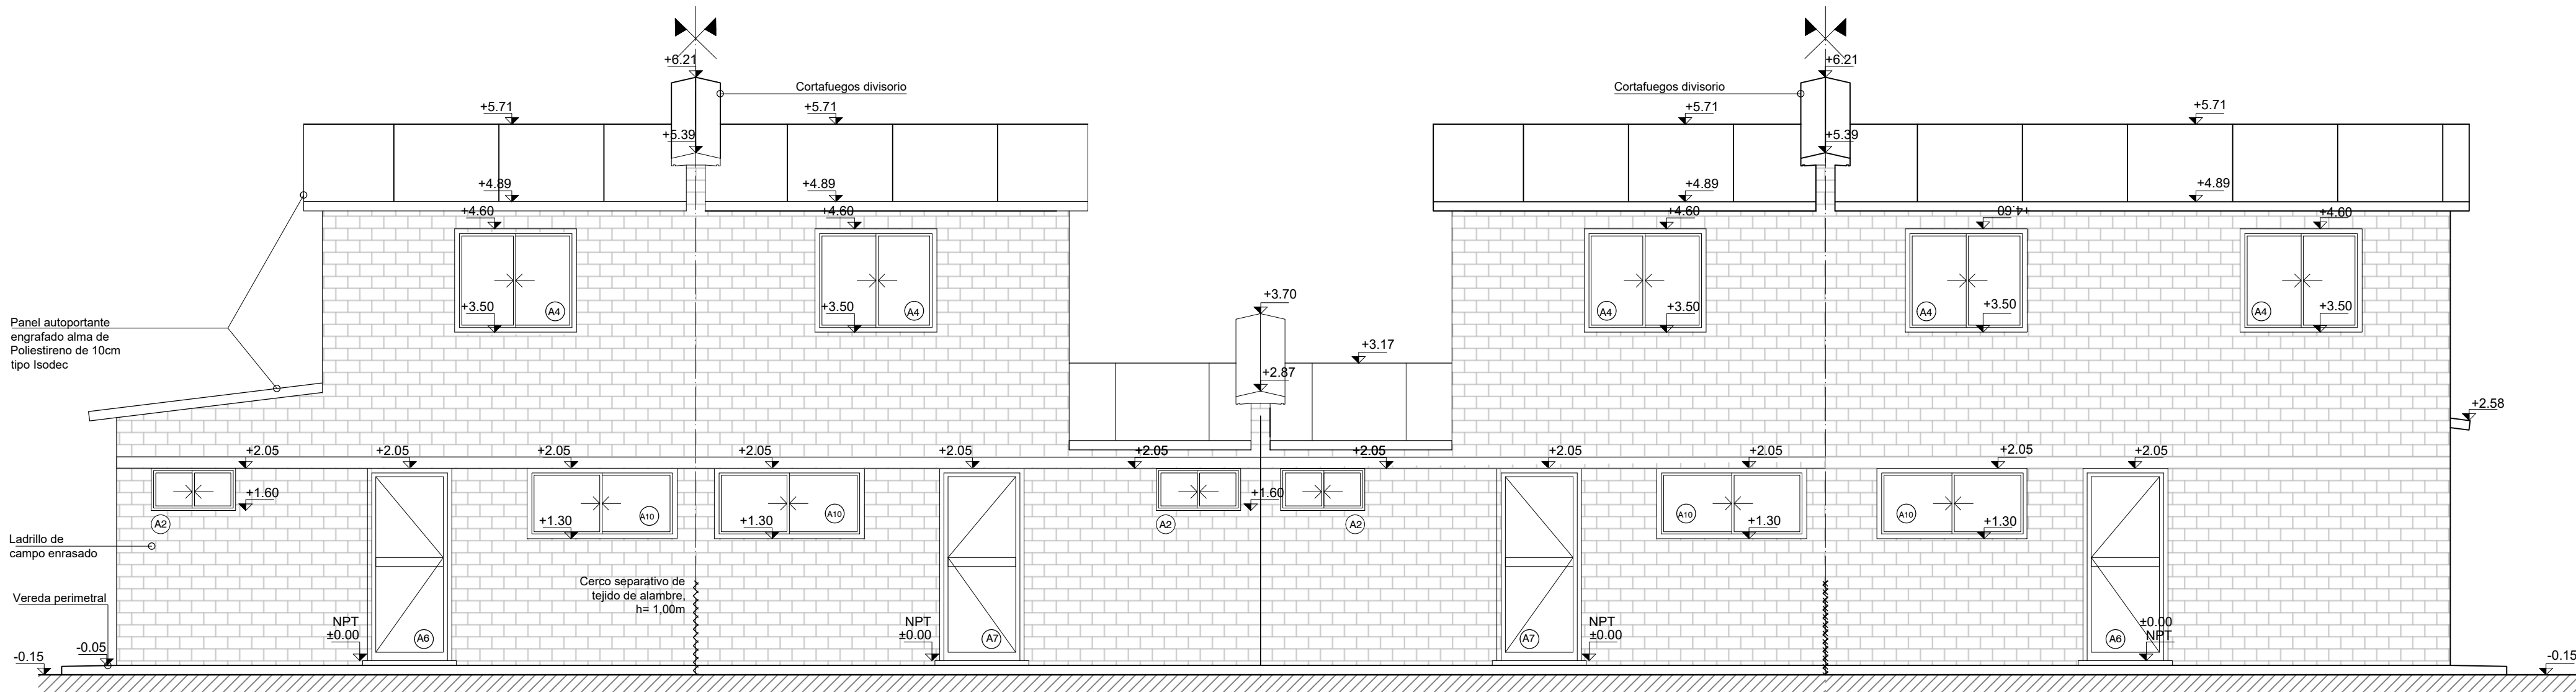 +6.21
+6.21
Cortafuegos divisorio
Cortafuegos divisorio
+5.71
+5.71
+5.71
+5.71
+5.39
+5.39
+4.89
+4.89
+4.89
+4.89
+4.60
+4.60
+4.60
+4.60
+4.60
A4
A4
A4
A4
A4
+3.50
+3.50
+3.50
+3.50
+3.50
+3.70
Panel autoportante
engrafado alma de
Poliestireno de 10cm
tipo Isodec
+3.17
+2.87
+2.58
+2.05
+2.05
+2.05
+2.05
+2.05
+2.05
+2.05
+2.05
+2.05
+2.05
+2.05
+1.60
+1.60
A2
A10
A10
A2
A2
A10
A10
+1.30
+1.30
+1.30
+1.30
Ladrillo de
campo enrasado
Cerco separativo de
tejido de alambre,
h= 1,00m
Vereda perimetral
NPT
±0.00
A6
NPT
±0.00
A7
A7
NPT
±0.00
A6
±0.00
NPT
-0.05
-0.15
-0.15